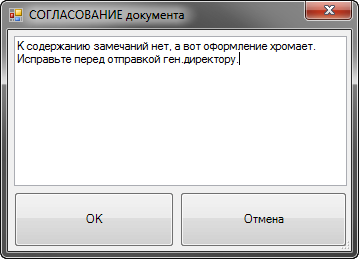 СОГЛАСОВАНИЕ документа
К содержанию замечаний нет, а вот оформление хромает.
Исправьте перед отправкой ген.директору.
OK
Отмена